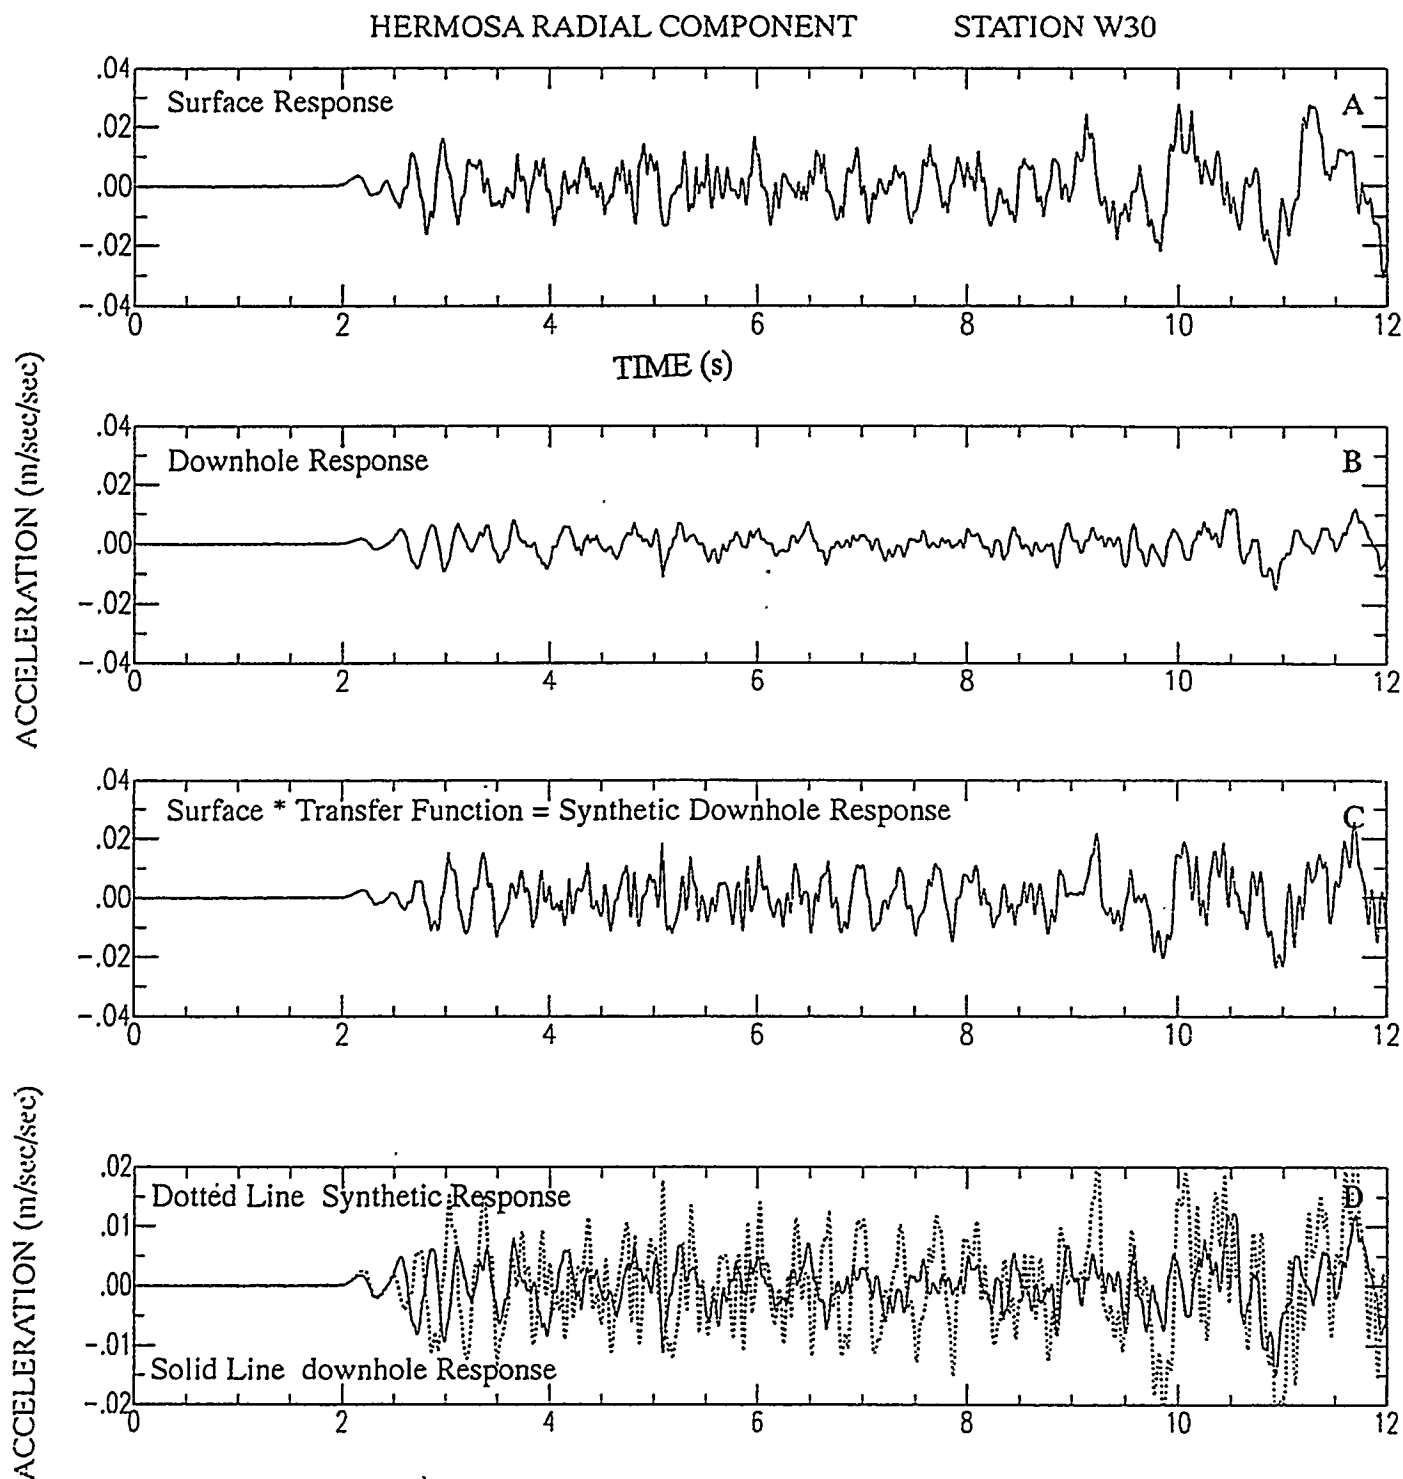 HERMOSA RADIAL COMPONENT STATION W30
Surface Response A
.04
.02
.00
-.02
-.04
0 2 4 6 8 10 12
TIME (s)
ACCELERATION (m/sec/sec)
Downhole Response B
.04
.02
.00
-.02
-.04
0 2 4 6 8 10 12
Surface * Transfer Function = Synthetic Downhole Response C
.04
.02
.00
-.02
-.04
0 2 4 6 8 10 12
ACCELERATION (m/sec/sec)
Dotted Line Synthetic Response D
.02
.01
.00
-.01
Solid Line downhole Response
-.02
0 2 4 6 8 10 12